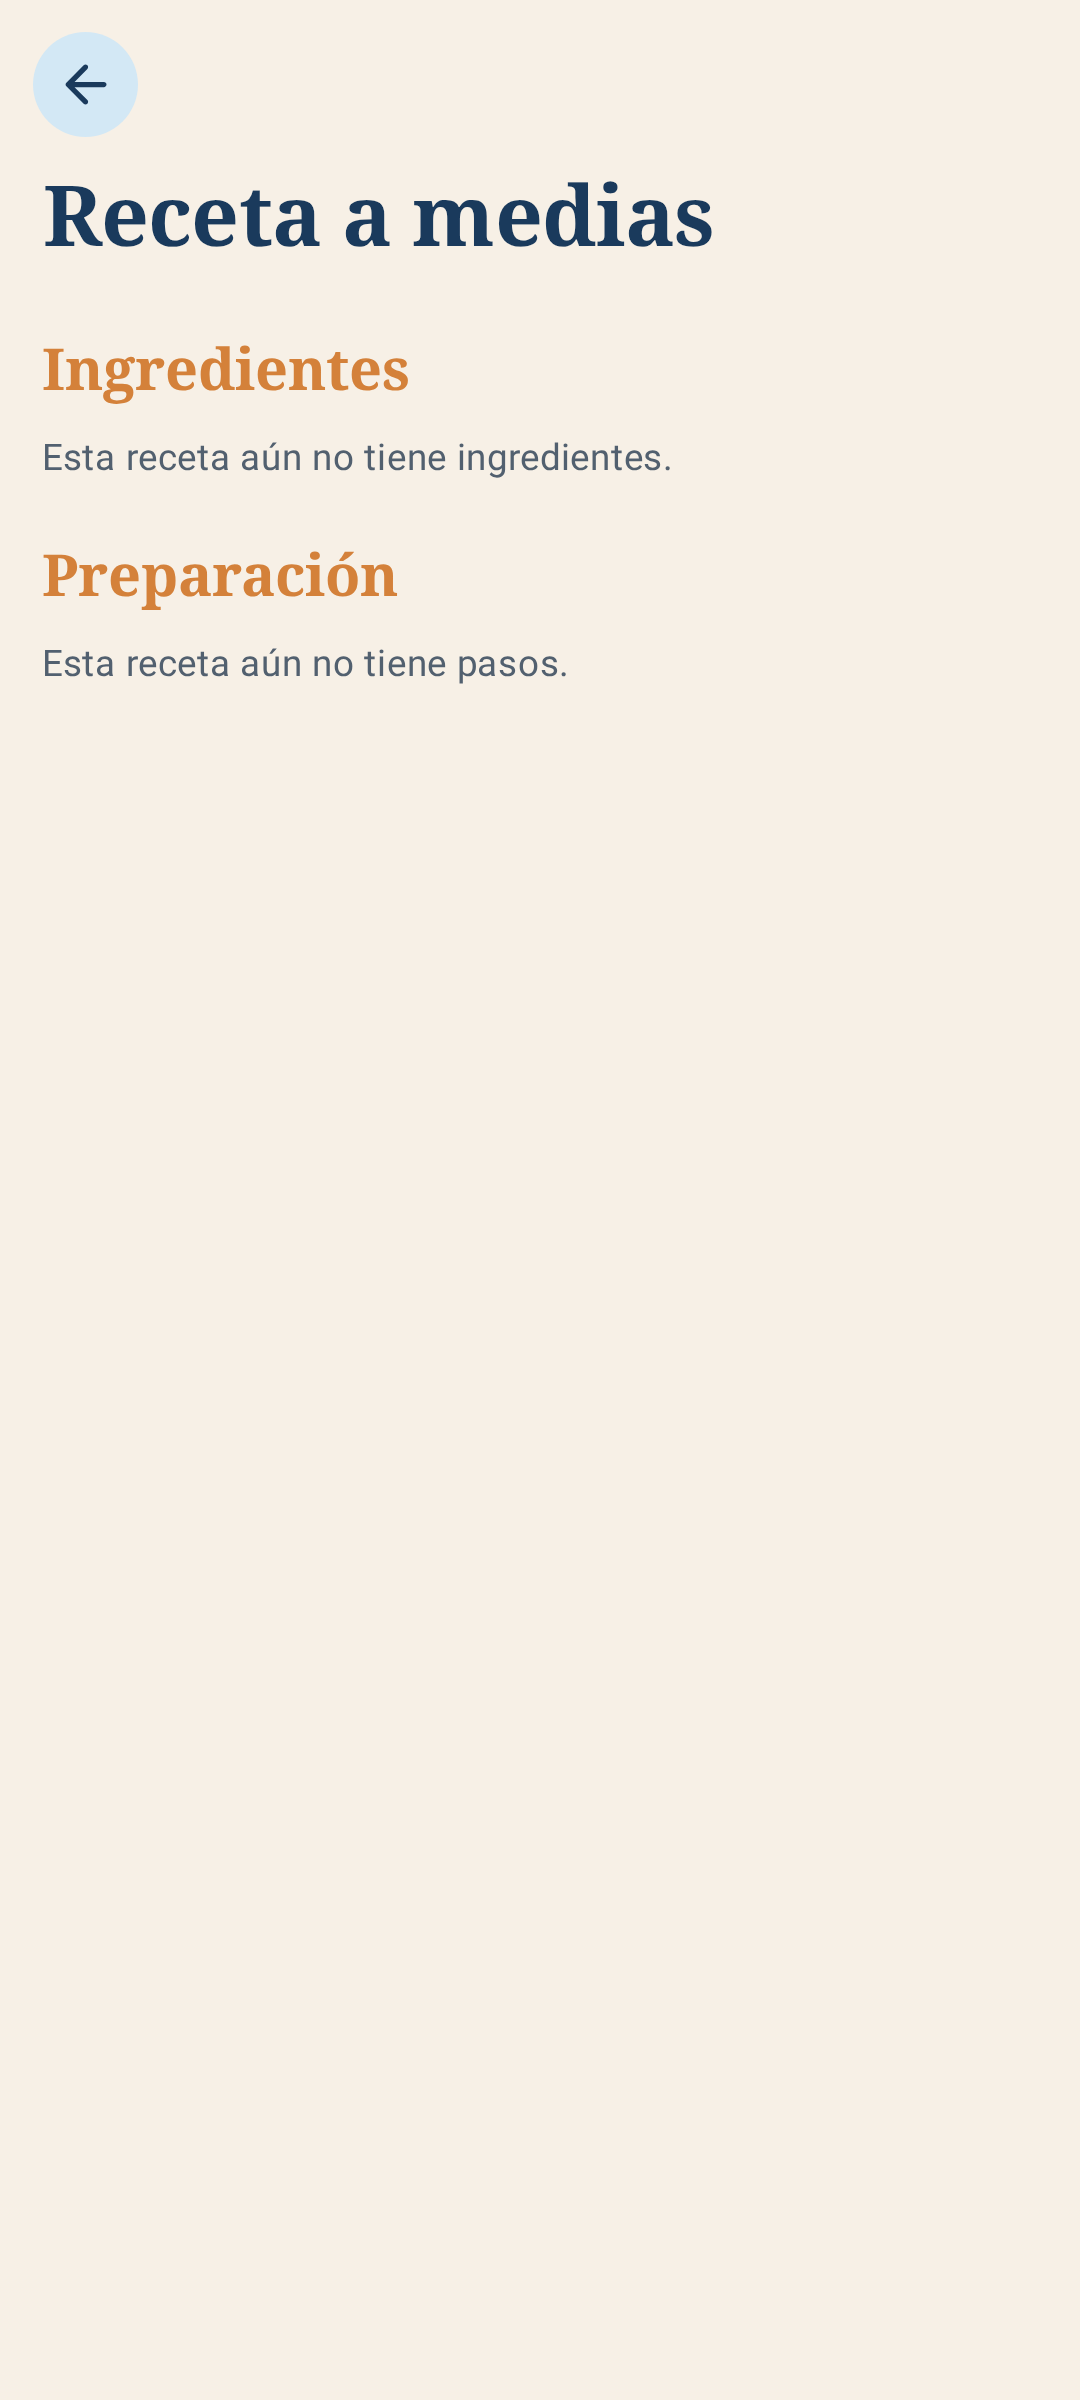 Receta a medias
Ingredientes
Esta receta aún no tiene ingredientes.
Preparación
Esta receta aún no tiene pasos.